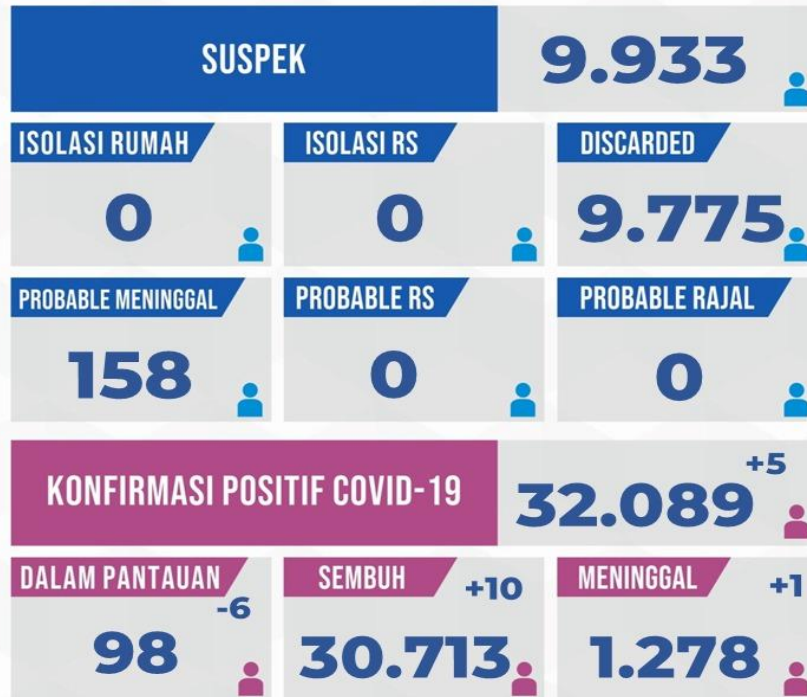 SUSPEK
9.933
ISOLASI RUMAH
0
ISOLASI RS
0
DISCARDED
9.775
PROBABLE MENINGGAL
158
PROBABLE RS
0
PROBABLE RAJAL
0
KONFIRMASI POSITIF COVID-19
32.089 +5
DALAM PANTAUAN
-6
98
SEMBUH
+10
30.713
MENINGGAL
+1
1.278